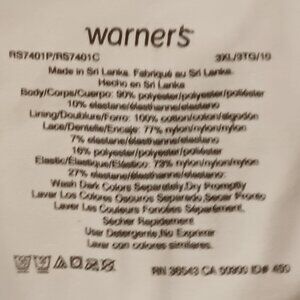 warner's
RS7401P/RS7401C 3XL/3TG/10
Made in Sri Lanka. Fabriqué au Sri Lanka.
Hecho en Sri Lanka
Body/Corps/Cuerpo: 90% polyester/polyester/poliéster
10% elastane/élasthanne/elastano
Lining/Doublure/Forro: 100% cotton/coton/algodón
Lace/Dentelle/Encaje: 77% nylon/nylon/nylon
7% elastane/élasthanne/elastano
16% polyester/polyester/poliéster
Elastic/Élastique/Elástico: 73% nylon/nylon/nylon
27% elastane/élasthanne/elastano
Wash Dark Colors Separately,Dry Promptly
Lavar Los Colores Oscuros Separado,Secar Pronto
Laver Les Couleurs Foncées Séparément.
Sécher Rapidement
Use Detergente,No Exprimir
Lavar con colores similares.
RN 36543 CA 00300 ID# 450